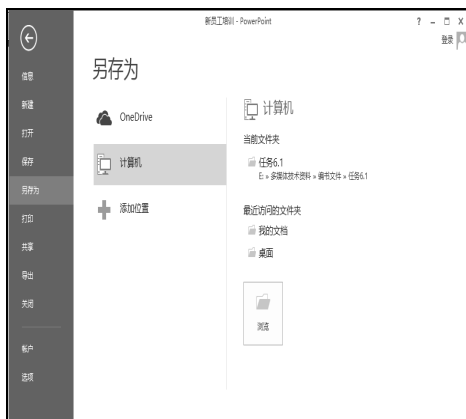 新员工培训 - PowerPoint
? – □ X
登录
信息
新建
打开
保存
另存为
打印
共享
导出
关闭
帐户
选项
另存为
OneDrive
计算机
添加位置
计算机
当前文件夹
任务6.1
E: » 多媒体技术资料 » 编书文件 » 任务6.1
最近访问的文件夹
我的文档
桌面
浏览